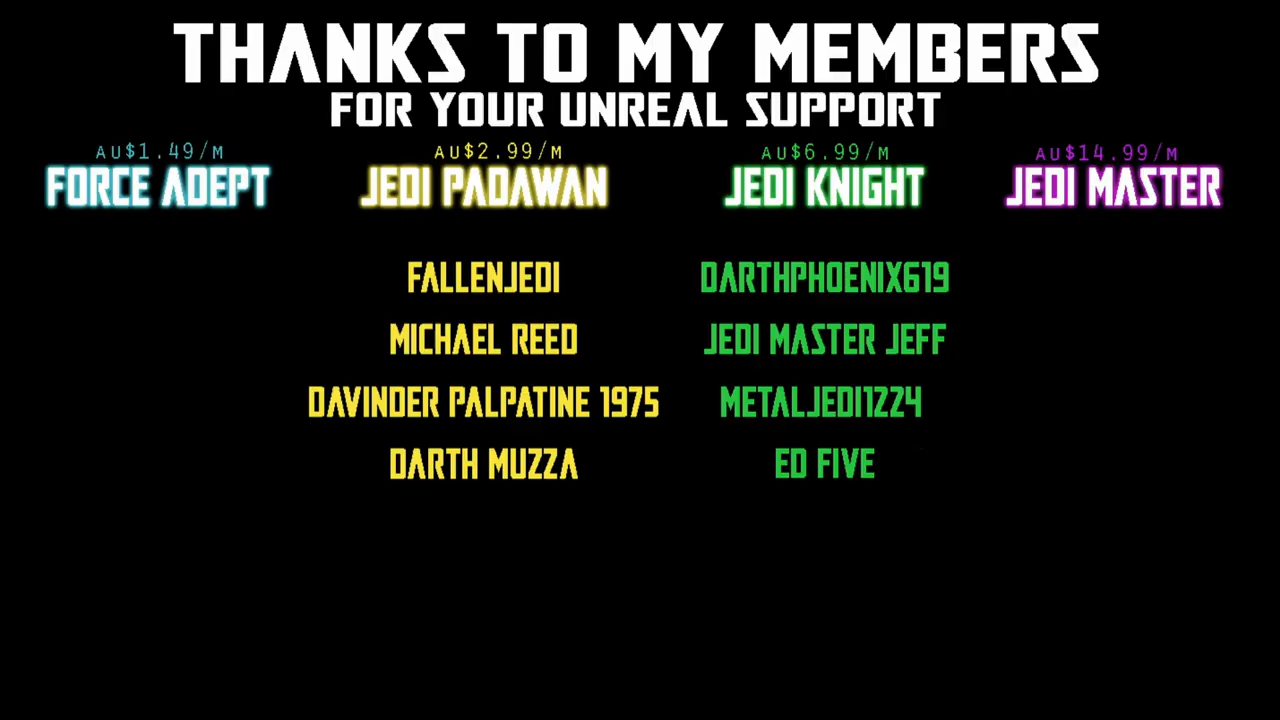 THANKS TO MY MEMBERS
FOR YOUR UNREAL SUPPORT
AU$1.49/M AU$2.99/M AU$6.99/M AU$14.99/M
FORCE ADEPT JEDI PADAWAN JEDI KNIGHT JEDI MASTER
FALLENJEDI DARTHPHOENIX619
MICHAEL REED JEDI MASTER JEFF
DAVINDER PALPATINE 1975 METALJEDI1224
DARTH MUZZA ED FIVE